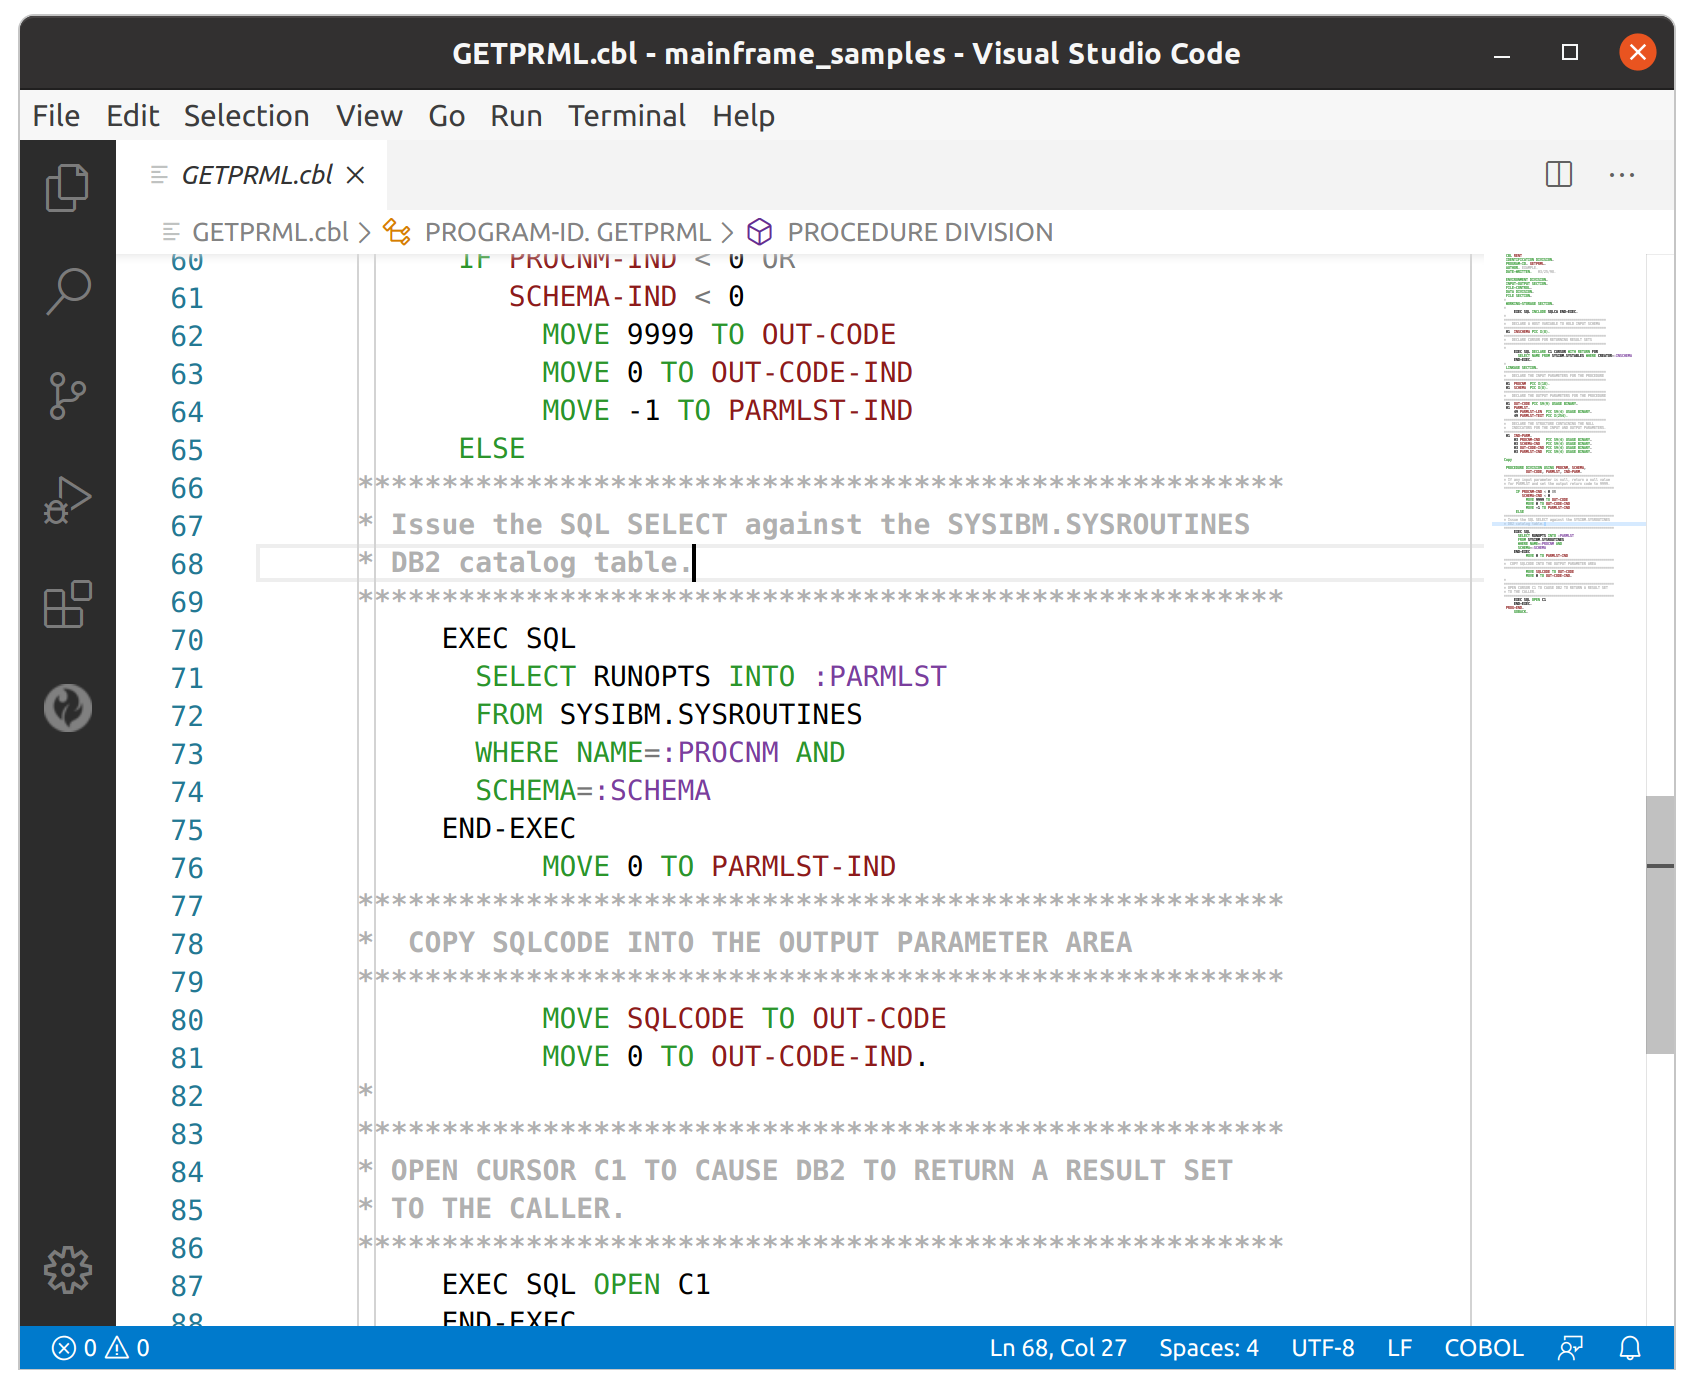 GETPRML.cbl - mainframe_samples - Visual Studio Code
File Edit Selection View Go Run Terminal Help
GETPRML.cbl
GETPRML.cbl > PROGRAM-ID. GETPRML > PROCEDURE DIVISION
60 IF PROCNM-IND < 0 OR
61 SCHEMA-IND < 0
62 MOVE 9999 TO OUT-CODE
63 MOVE 0 TO OUT-CODE-IND
64 MOVE -1 TO PARMLST-IND
65 ELSE
66 *******************************************************
67 * Issue the SQL SELECT against the SYSIBM.SYSROUTINES
68 * DB2 catalog table.
69 *******************************************************
70 EXEC SQL
71 SELECT RUNOPTS INTO :PARMLST
72 FROM SYSIBM.SYSROUTINES
73 WHERE NAME=:PROCNM AND
74 SCHEMA=:SCHEMA
75 END-EXEC
76 MOVE 0 TO PARMLST-IND
77 *******************************************************
78 * COPY SQLCODE INTO THE OUTPUT PARAMETER AREA
79 *******************************************************
80 MOVE SQLCODE TO OUT-CODE
81 MOVE 0 TO OUT-CODE-IND.
82 *
83 *******************************************************
84 * OPEN CURSOR C1 TO CAUSE DB2 TO RETURN A RESULT SET
85 * TO THE CALLER.
86 *******************************************************
87 EXEC SQL OPEN C1
88 END-EXEC
0 0 Ln 68, Col 27 Spaces: 4 UTF-8 LF COBOL